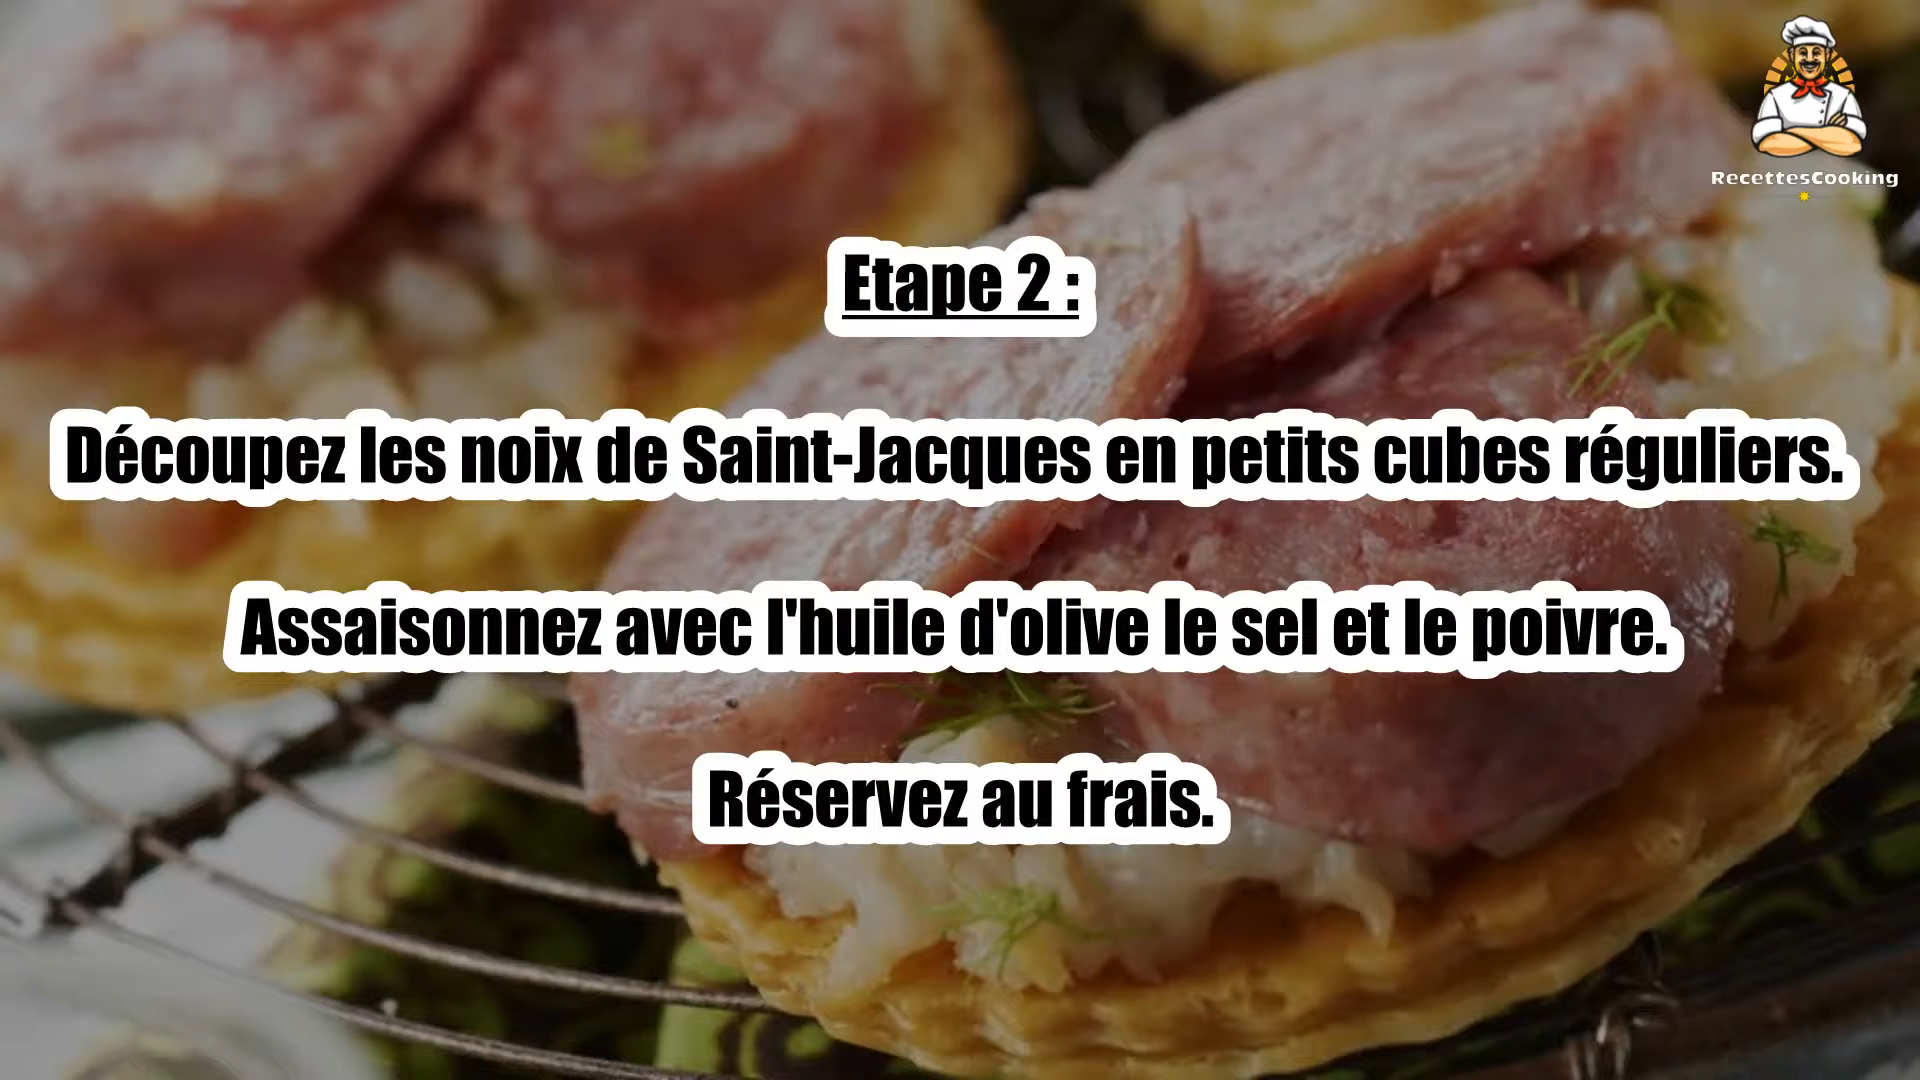 RecettesCooking
Etape 2 :
Découpez les noix de Saint-Jacques en petits cubes réguliers.
Assaisonnez avec l'huile d'olive le sel et le poivre.
Réservez au frais.